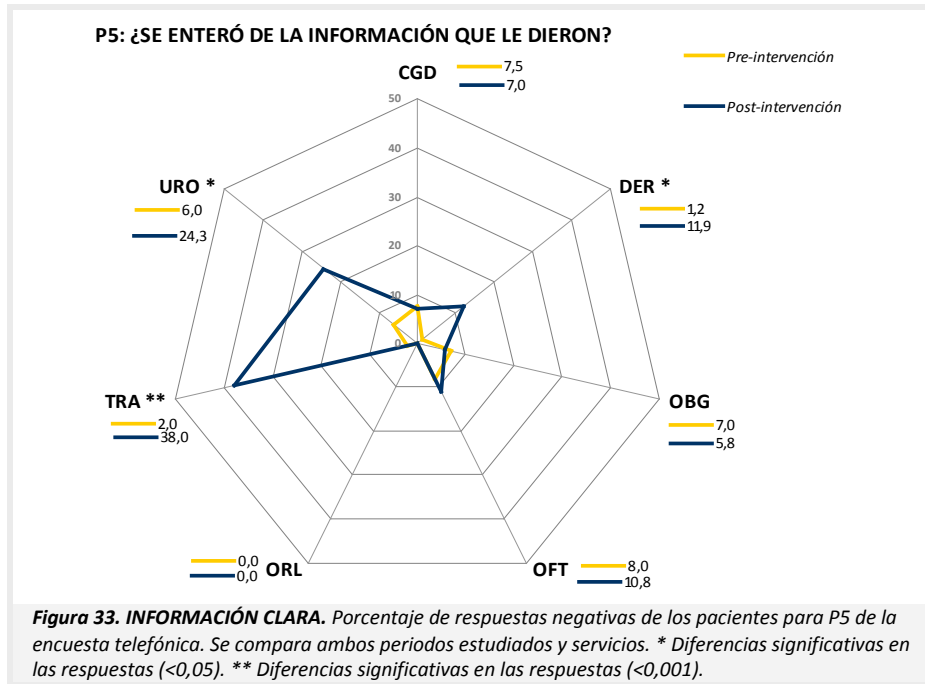 P5: ¿SE ENTERÓ DE LA INFORMACIÓN QUE LE DIERON?
Pre-intervención
Post-intervención
CGD
7,5
7,0
DER *
1,2
11,9
OBG
7,0
5,8
OFT
8,0
10,8
ORL
0,0
0,0
TRA **
2,0
38,0
URO *
6,0
24,3
50
40
30
20
10
0
Figura 33. INFORMACIÓN CLARA. Porcentaje de respuestas negativas de los pacientes para P5 de la
encuesta telefónica. Se compara ambos periodos estudiados y servicios. * Diferencias significativas en
las respuestas (<0,05). ** Diferencias significativas en las respuestas (<0,001).